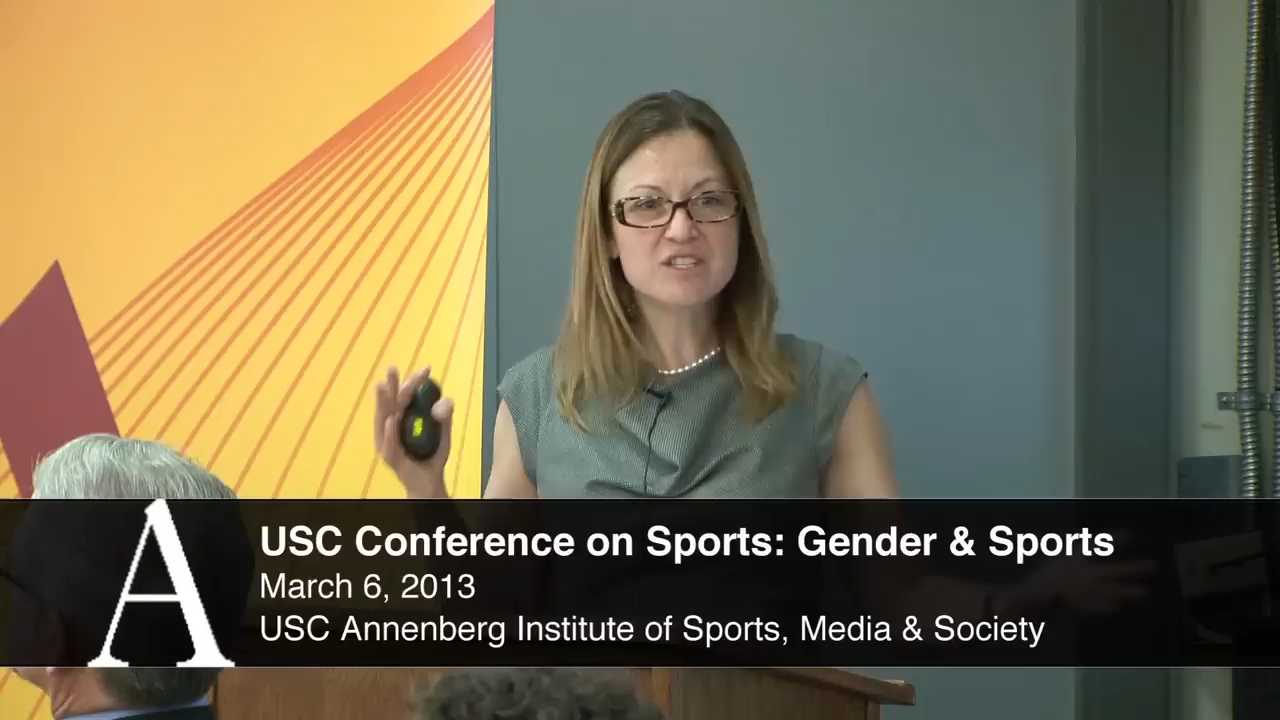 A
USC Conference on Sports: Gender & Sports
March 6, 2013
USC Annenberg Institute of Sports, Media & Society